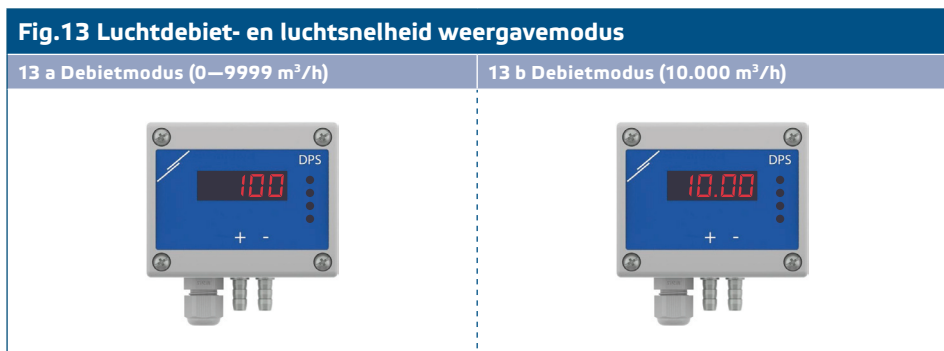 Fig.13 Luchtdebiet- en luchtsnelheid weergavemodus
13 a Debietmodus (0—9999 m³/h)
13 b Debietmodus (10.000 m³/h)
DPS
100
+ -
DPS
10.00
+ -